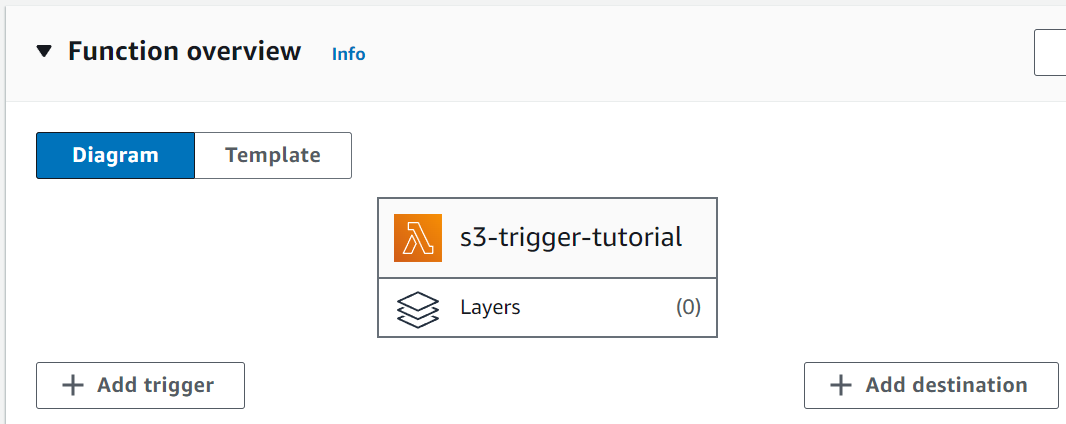 Function overview Info
Diagram Template
s3-trigger-tutorial
Layers (0)
Add trigger Add destination